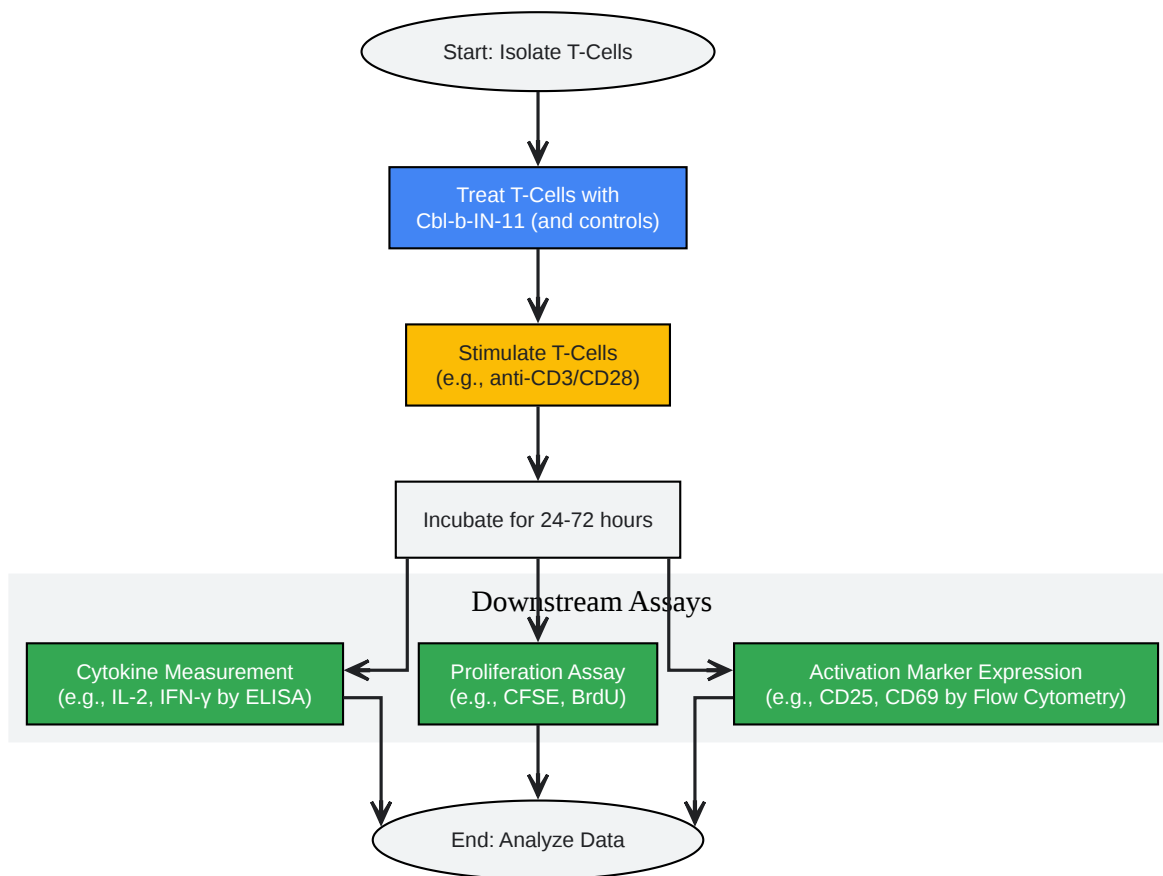 Start: Isolate T-Cells
Treat T-Cells with
Cbl-b-IN-11 (and controls)
Stimulate T-Cells
(e.g., anti-CD3/CD28)
Incubate for 24-72 hours
Downstream Assays
Cytokine Measurement
(e.g., IL-2, IFN-γ by ELISA)
Proliferation Assay
(e.g., CFSE, BrdU)
Activation Marker Expression
(e.g., CD25, CD69 by Flow Cytometry)
End: Analyze Data